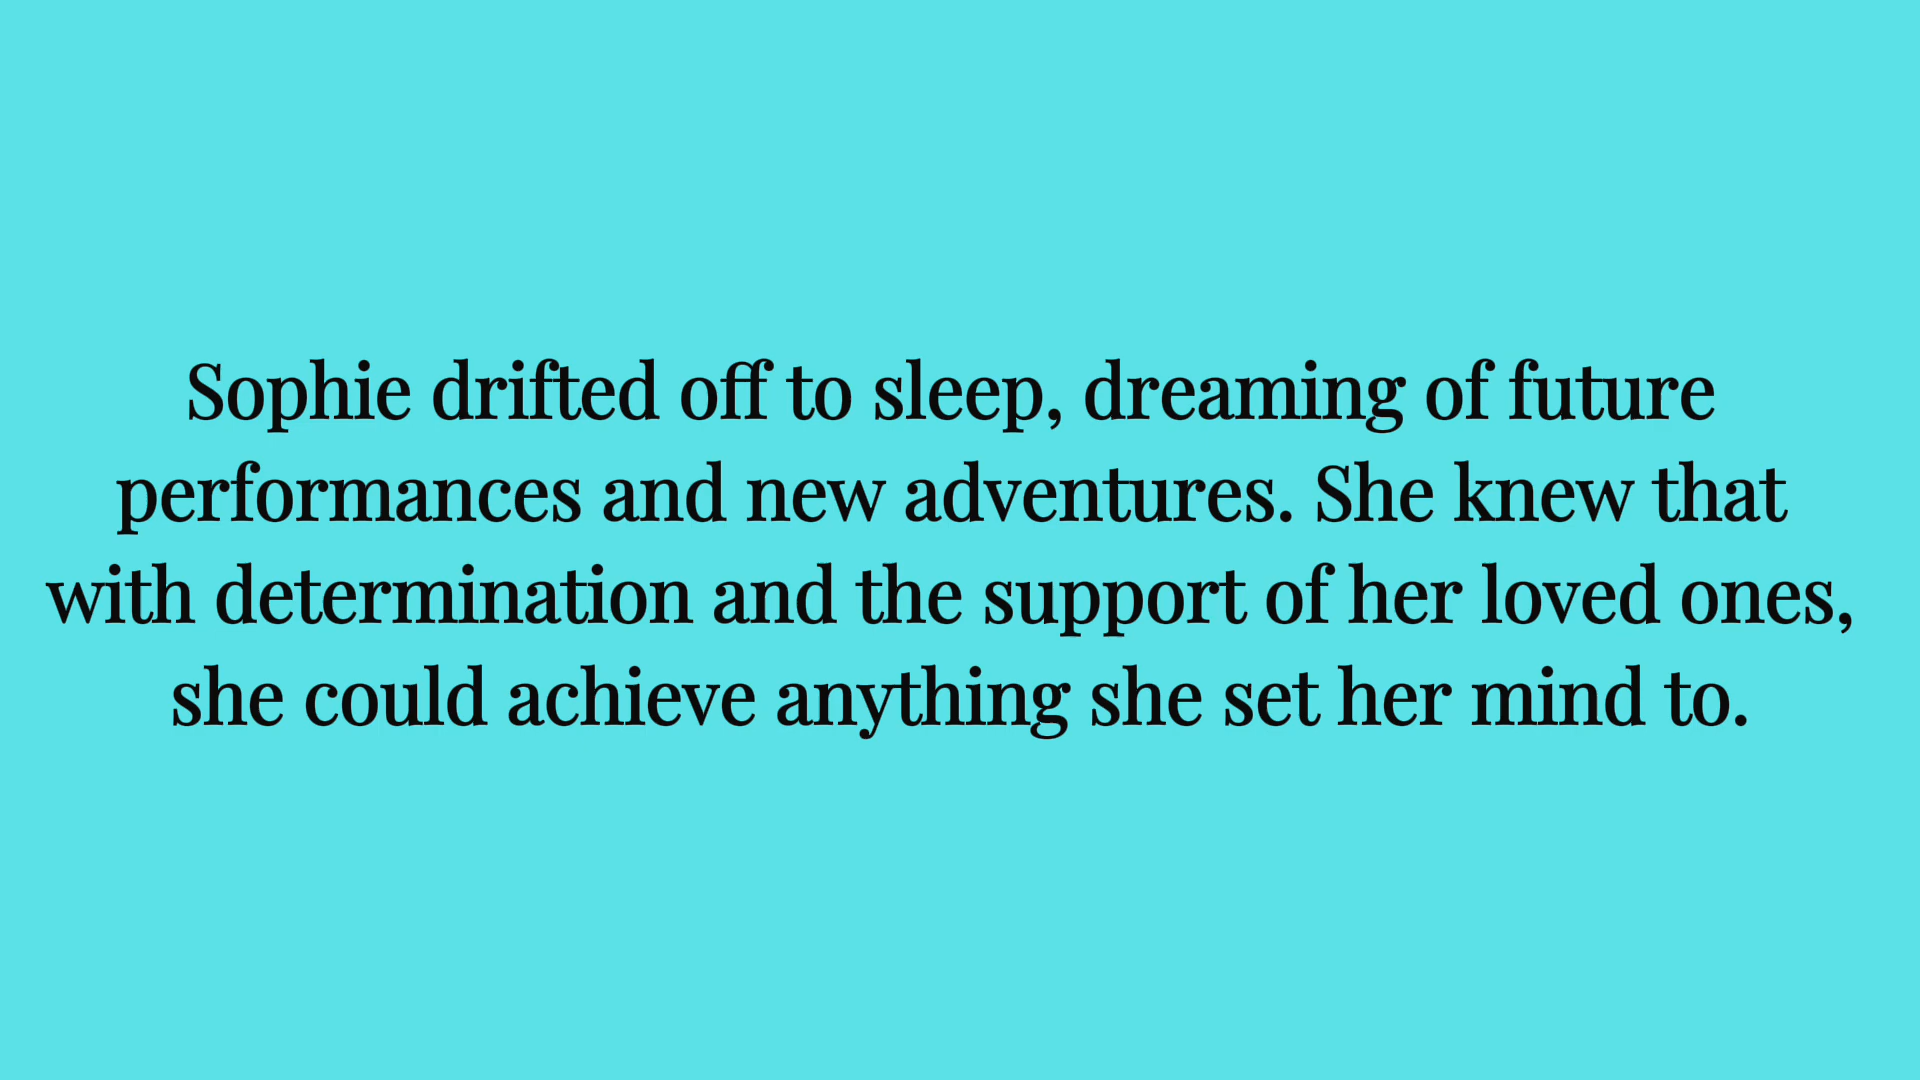 Sophie drifted off to sleep, dreaming of future
performances and new adventures. She knew that
with determination and the support of her loved ones,
she could achieve anything she set her mind to.